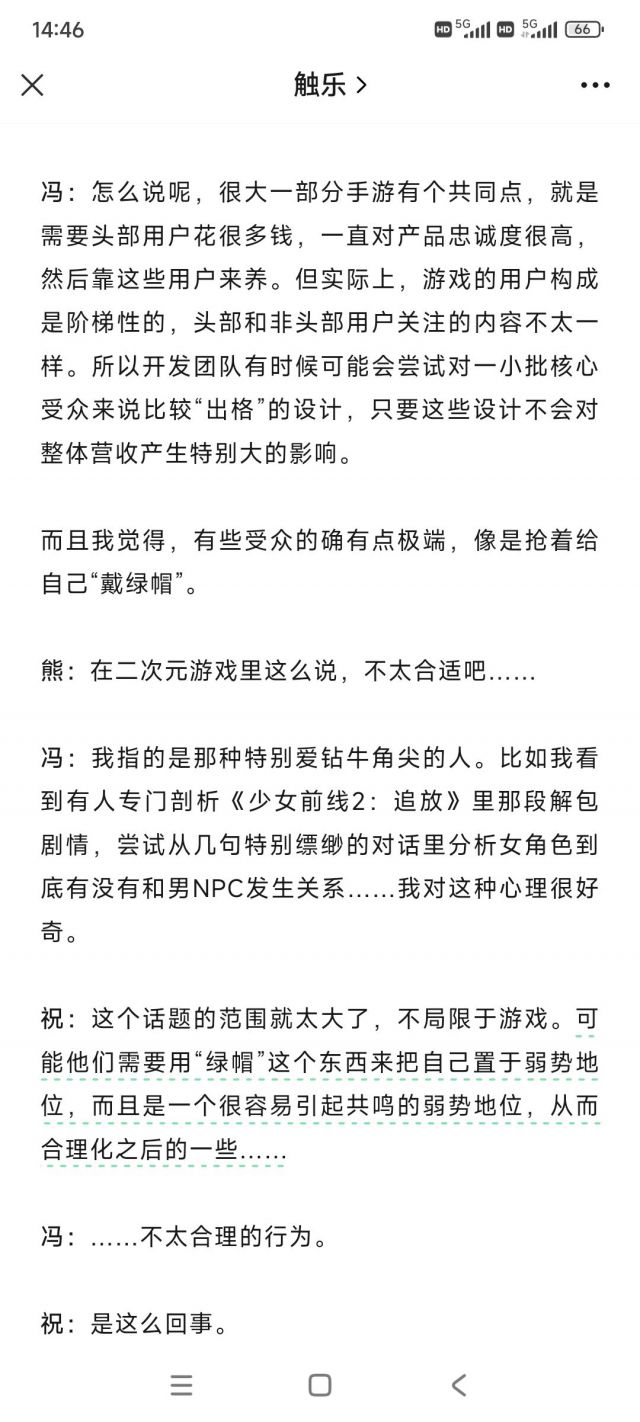 14:46
HD 5G HD 5G 66
触乐
冯：怎么说呢，很大一部分手游有个共同点，就是
需要头部用户花很多钱，一直对产品忠诚度很高，
然后靠这些用户来养。但实际上，游戏的用户构成
是阶梯性的，头部和非头部用户关注的内容不太一
样。所以开发团队有时候可能会尝试对一小批核心
受众来说比较“出格”的设计，只要这些设计不会对
整体营收产生特别大的影响。
而且我觉得，有些受众的确有点极端，像是抢着给
自己“戴绿帽”。
熊：在二次元游戏里这么说，不太合适吧……
冯：我指的是那种特别爱钻牛角尖的人。比如我看
到有人专门剖析《少女前线2：追放》里那段解包
剧情，尝试从几句特别缥缈的对话里分析女角色到
底有没有和男NPC发生关系……我对这种心理很好
奇。
祝：这个话题的范围就太大了，不局限于游戏。可
能他们需要用“绿帽”这个东西来把自己置于弱势地
位，而且是一个很容易引起共鸣的弱势地位，从而
合理化之后的一些……
冯：……不太合理的行为。
祝：是这么回事。